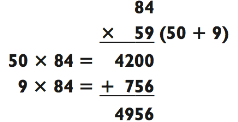 84
× 59 (50 + 9)
50 × 84 = 4200
9 × 84 = + 756
4956